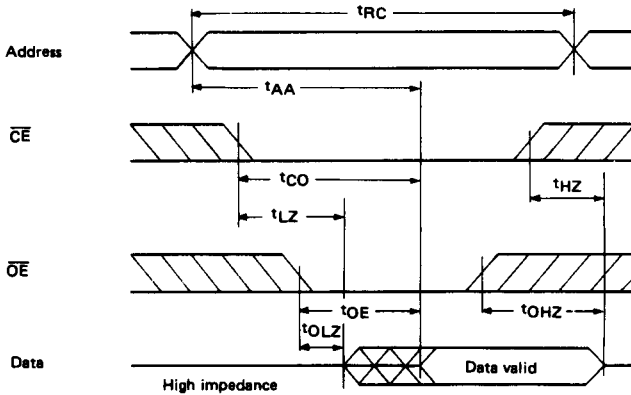 tRC
Address
tAA
CE
tCO
tHZ
tLZ
OE
tOE
tOHZ
tOLZ
Data
High impedance
Data valid